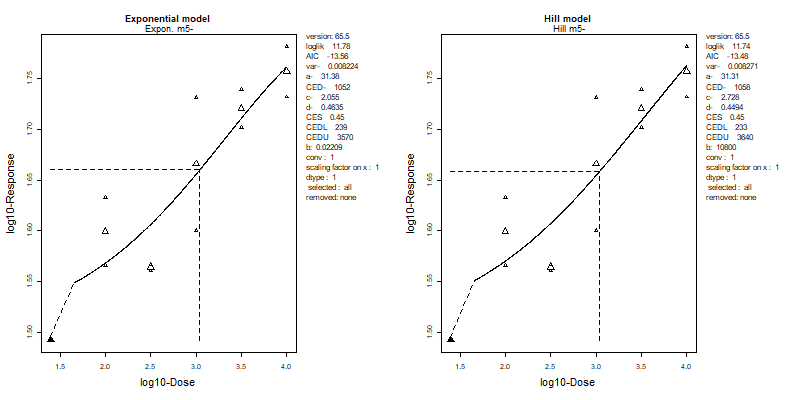 Exponential model
Expon. m5-
log10-Response
1.50
1.55
1.60
1.65
1.70
1.75
1.5
2.0
2.5
3.0
3.5
4.0
log10-Dose
version: 65.5
loglik 11.78
AIC -13.56
var- 0.008224
a- 31.38
CED- 1052
c- 2.055
d- 0.4635
CES 0.45
CEDL 239
CEDU 3570
b: 0.02209
conv : 1
scaling factor on x : 1
dtype : 1
selected : all
removed: none
Hill model
Hill m5-
log10-Response
1.50
1.55
1.60
1.65
1.70
1.75
1.5
2.0
2.5
3.0
3.5
4.0
log10-Dose
version: 65.5
loglik 11.74
AIC -13.48
var- 0.008271
a- 31.31
CED- 1058
c- 2.728
d- 0.4494
CES 0.45
CEDL 233
CEDU 3640
b: 10800
conv : 1
scaling factor on x : 1
dtype : 1
selected : all
removed: none